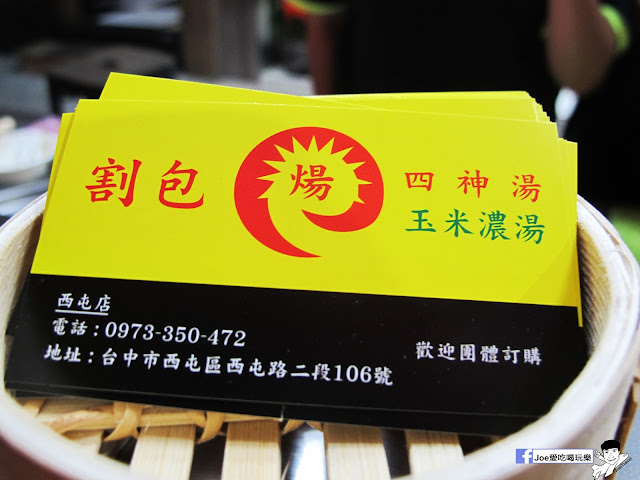 割包
煬
四神湯
玉米濃湯
西屯店
電話：0973-350-472
地址：台中市西屯區西屯路二段106號
歡迎團體訂購
f Joe愛吃喝玩樂